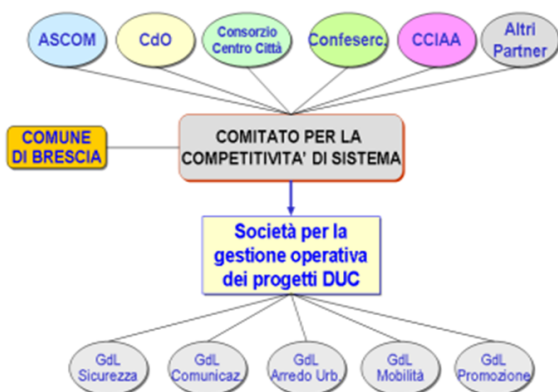 ASCOM
CdO
Consorzio
Centro Città
Confeserc.
CCIAA
Altri
Partner
COMUNE
DI BRESCIA
COMITATO PER LA
COMPETITIVITA' DI SISTEMA
Società per la
gestione operativa
dei progetti DUC
GdL
Sicurezza
GdL
Comunicaz.
GdL
Arredo Urb.
GdL
Mobilità
GdL
Promozione